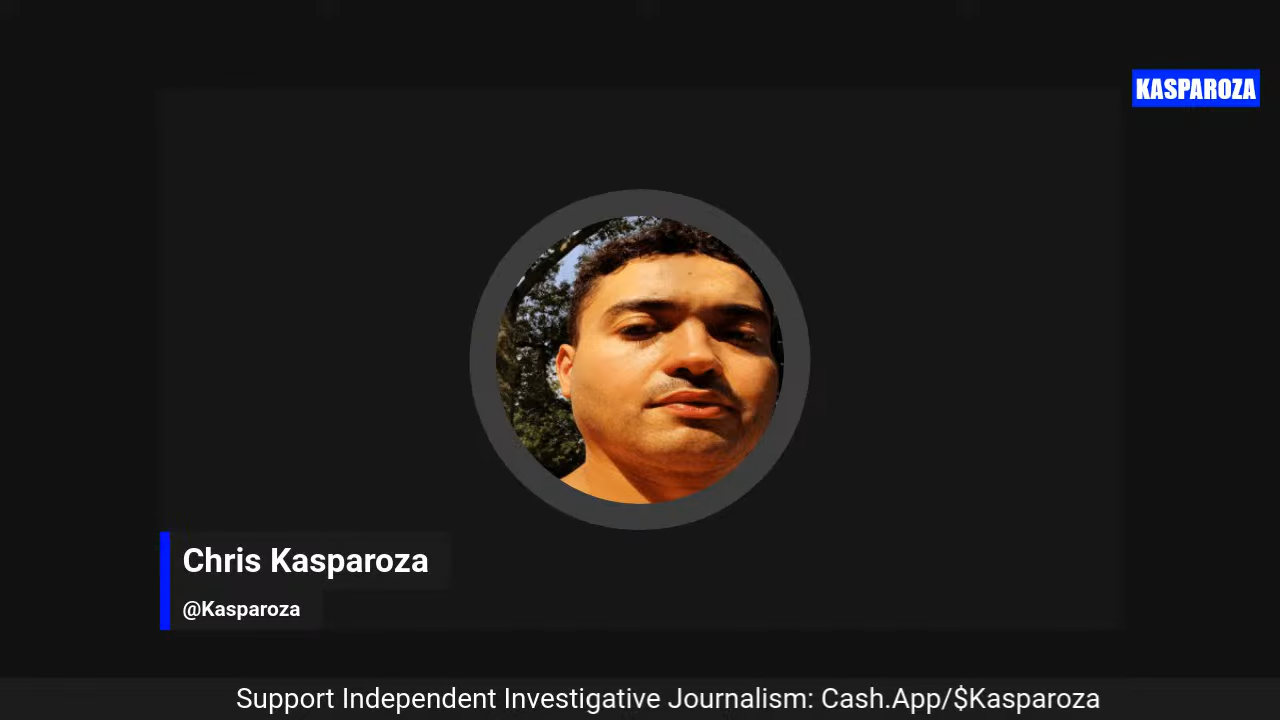 KASPAROZA
Chris Kasparoza
@Kasparoza
Support Independent Investigative Journalism: Cash.App/$Kasparoza